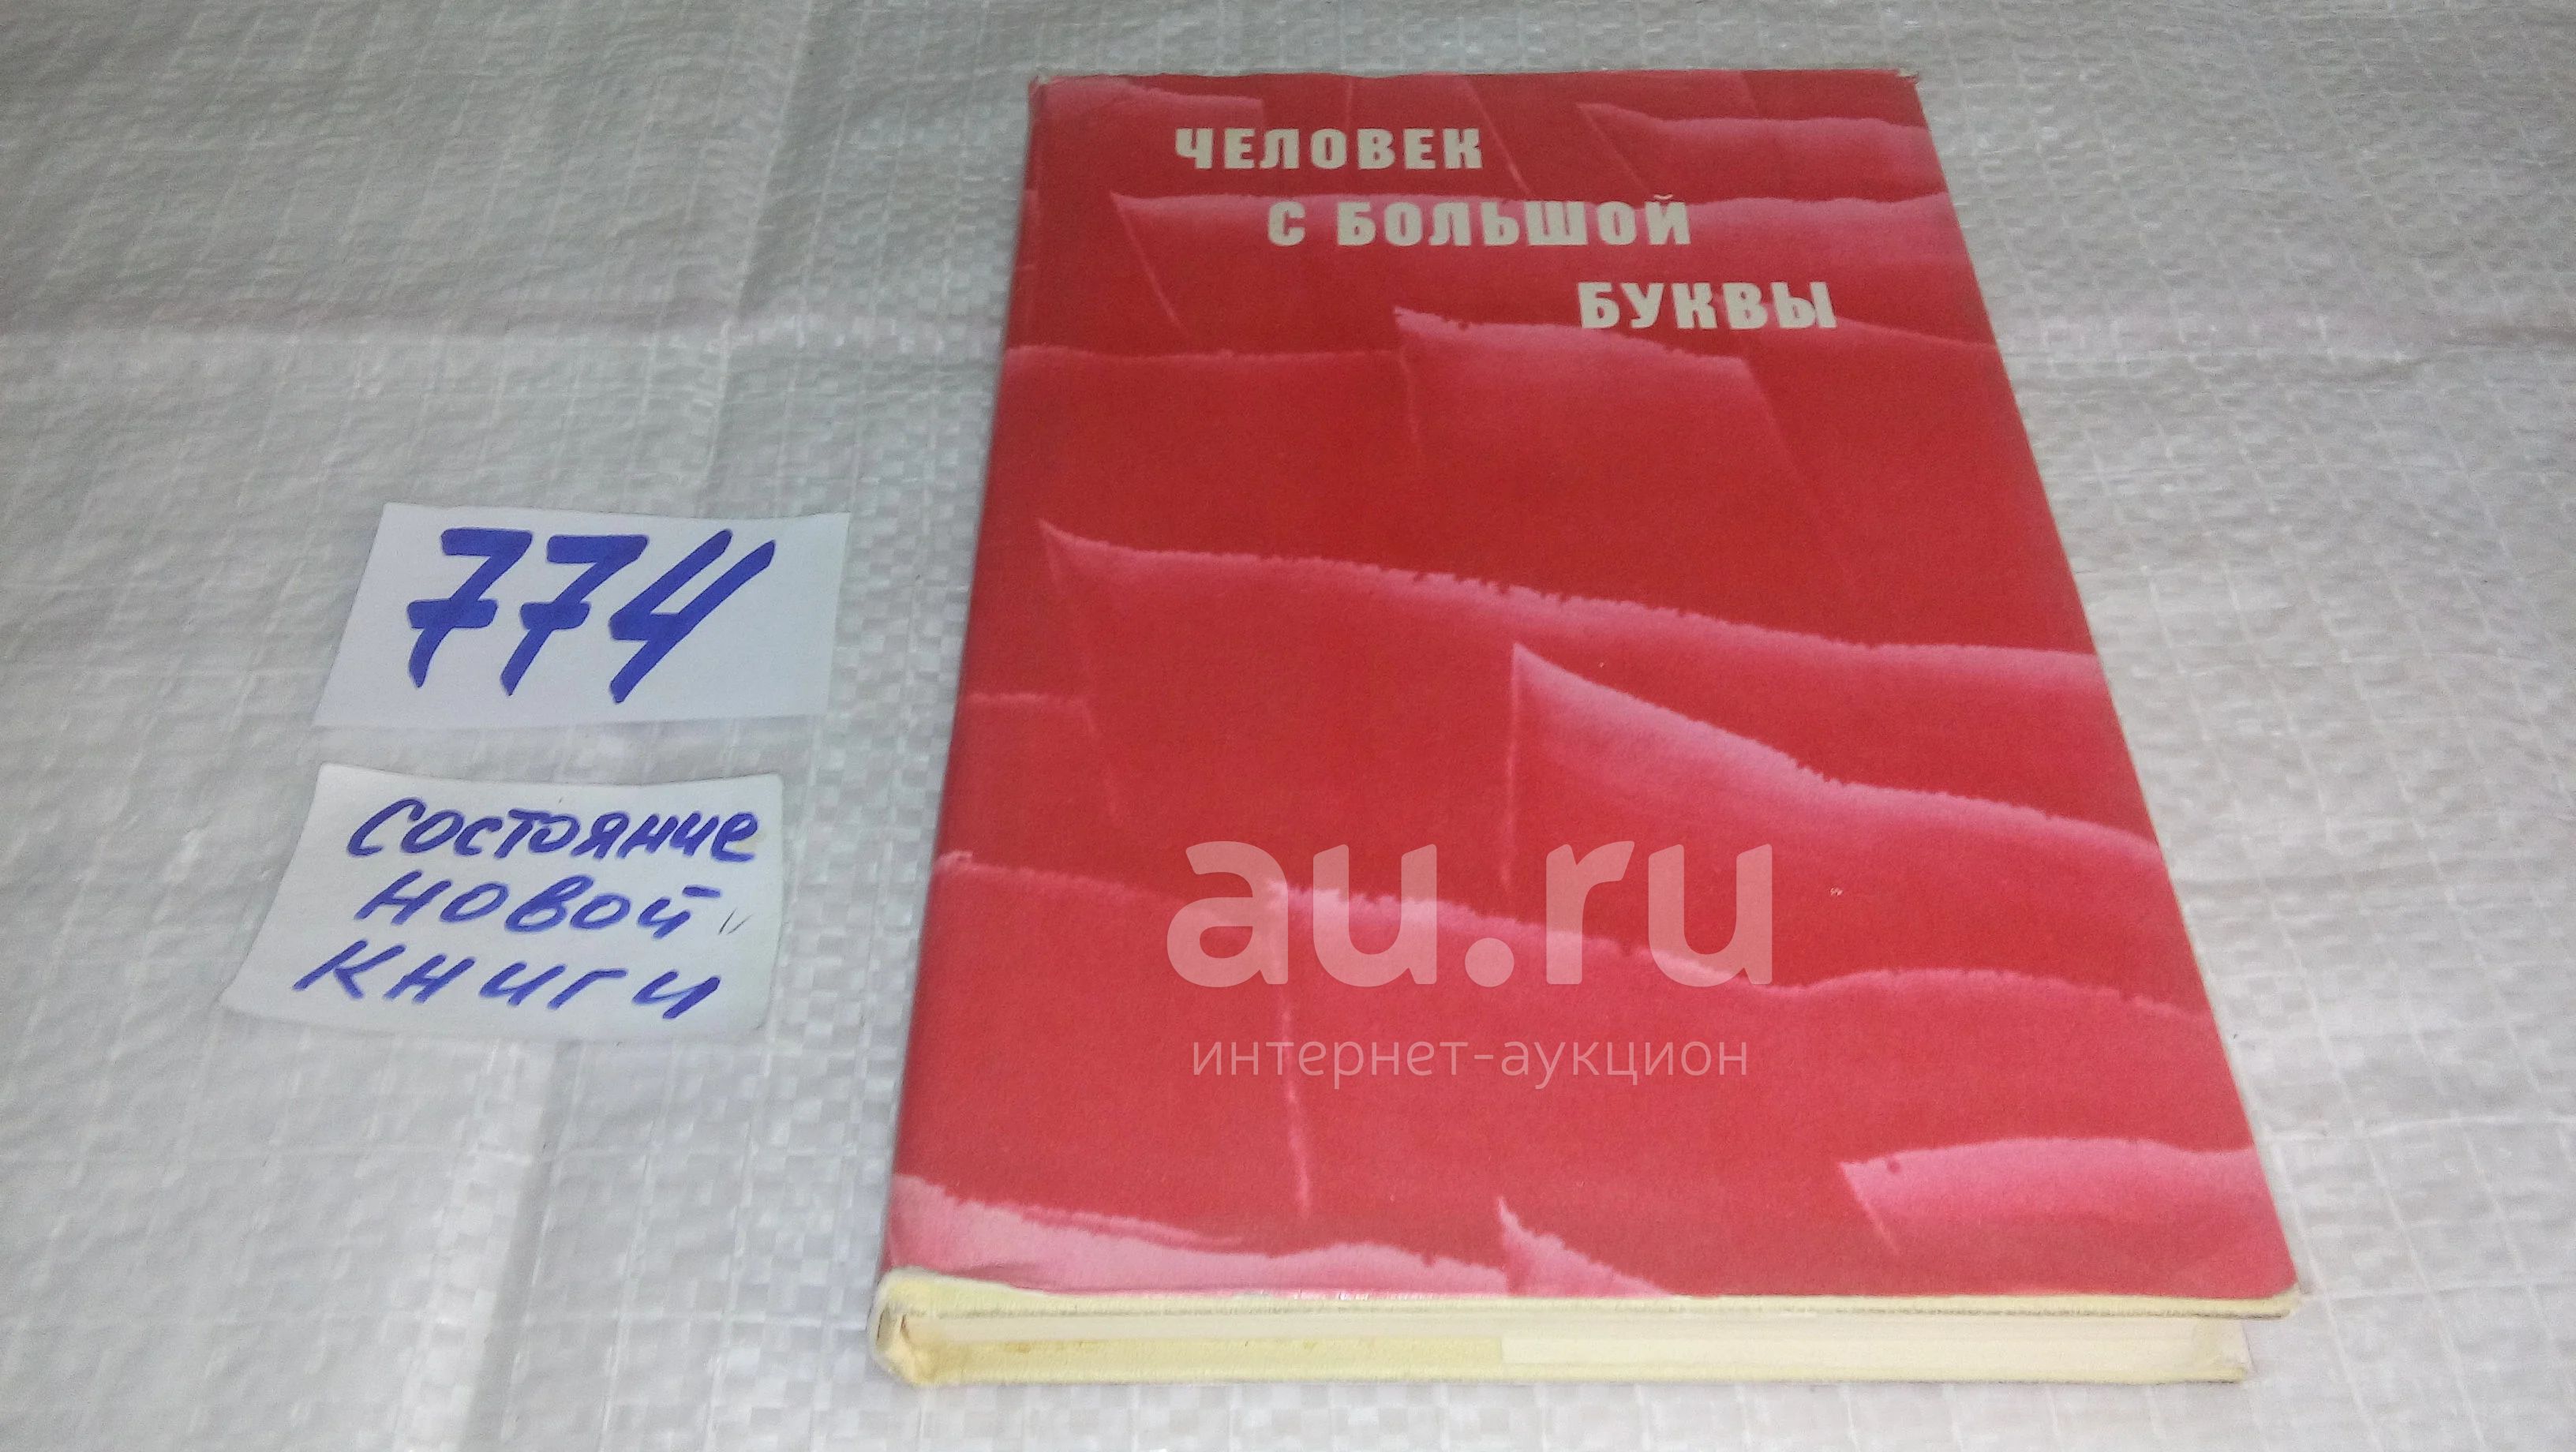 ЧЕЛОВЕК
С БОЛЬШОЙ
БУКВЫ
774
состояние
новой
книги
au.ru
интернет-аукцион